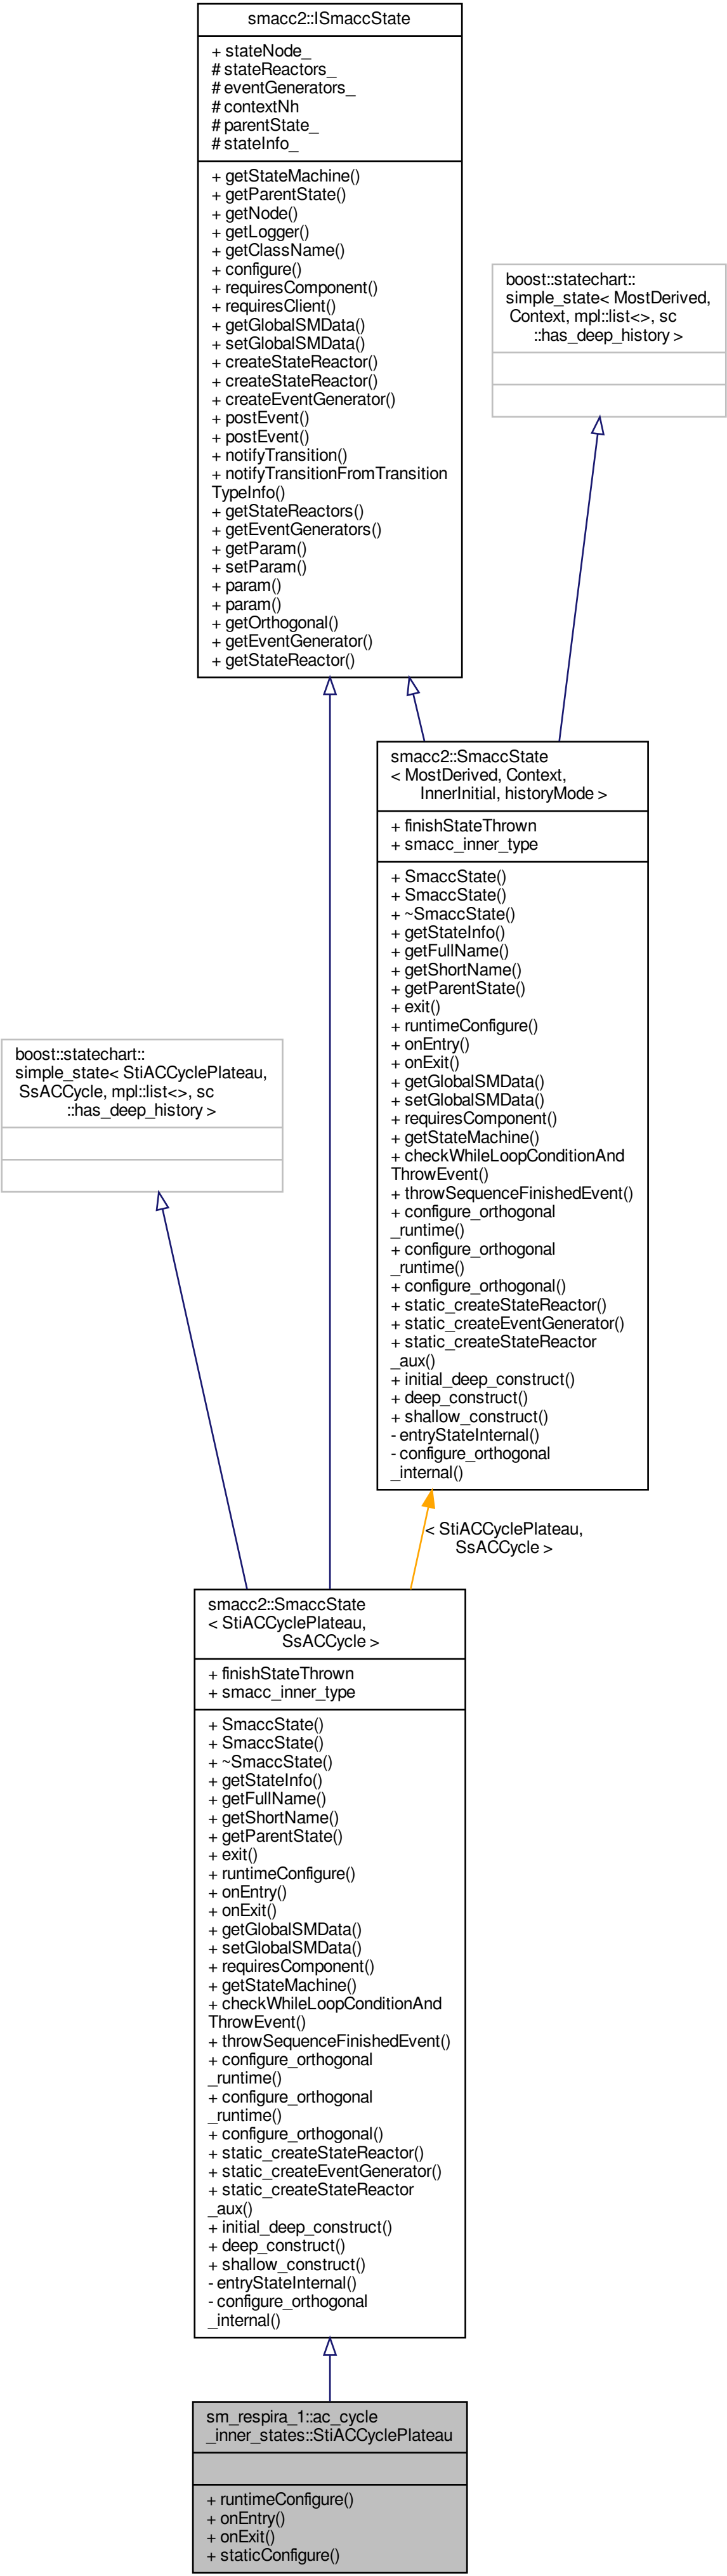 smacc2::ISmaccState
+ stateNode_
# stateReactors_
# eventGenerators_
# contextNh
# parentState_
# stateInfo_
+ getStateMachine()
+ getParentState()
+ getNode()
+ getLogger()
+ getClassName()
+ configure()
+ requiresComponent()
+ requiresClient()
+ getGlobalSMData()
+ setGlobalSMData()
+ createStateReactor()
+ createStateReactor()
+ createEventGenerator()
+ postEvent()
+ postEvent()
+ notifyTransition()
+ notifyTransitionFromTransition
TypeInfo()
+ getStateReactors()
+ getEventGenerators()
+ getParam()
+ setParam()
+ param()
+ param()
+ getOrthogonal()
+ getEventGenerator()
+ getStateReactor()
boost::statechart::
simple_state< MostDerived,
Context, mpl::list<>, sc
::has_deep_history >
smacc2::SmaccState
< MostDerived, Context,
InnerInitial, historyMode >
+ finishStateThrown
+ smacc_inner_type
+ SmaccState()
+ SmaccState()
+ ~SmaccState()
+ getStateInfo()
+ getFullName()
+ getShortName()
+ getParentState()
+ exit()
+ runtimeConfigure()
+ onEntry()
+ onExit()
+ getGlobalSMData()
+ setGlobalSMData()
+ requiresComponent()
+ getStateMachine()
+ checkWhileLoopConditionAnd
ThrowEvent()
+ throwSequenceFinishedEvent()
+ configure_orthogonal
_runtime()
+ configure_orthogonal
_runtime()
+ configure_orthogonal()
+ static_createStateReactor()
+ static_createEventGenerator()
+ static_createStateReactor
_aux()
+ initial_deep_construct()
+ deep_construct()
+ shallow_construct()
- entryStateInternal()
- configure_orthogonal
_internal()
boost::statechart::
simple_state< StiACCyclePlateau,
SsACCycle, mpl::list<>, sc
::has_deep_history >
< StiACCyclePlateau,
SsACCycle >
smacc2::SmaccState
< StiACCyclePlateau,
SsACCycle >
+ finishStateThrown
+ smacc_inner_type
+ SmaccState()
+ SmaccState()
+ ~SmaccState()
+ getStateInfo()
+ getFullName()
+ getShortName()
+ getParentState()
+ exit()
+ runtimeConfigure()
+ onEntry()
+ onExit()
+ getGlobalSMData()
+ setGlobalSMData()
+ requiresComponent()
+ getStateMachine()
+ checkWhileLoopConditionAnd
ThrowEvent()
+ throwSequenceFinishedEvent()
+ configure_orthogonal
_runtime()
+ configure_orthogonal
_runtime()
+ configure_orthogonal()
+ static_createStateReactor()
+ static_createEventGenerator()
+ static_createStateReactor
_aux()
+ initial_deep_construct()
+ deep_construct()
+ shallow_construct()
- entryStateInternal()
- configure_orthogonal
_internal()
sm_respira_1::ac_cycle
_inner_states::StiACCyclePlateau
+ runtimeConfigure()
+ onEntry()
+ onExit()
+ staticConfigure()